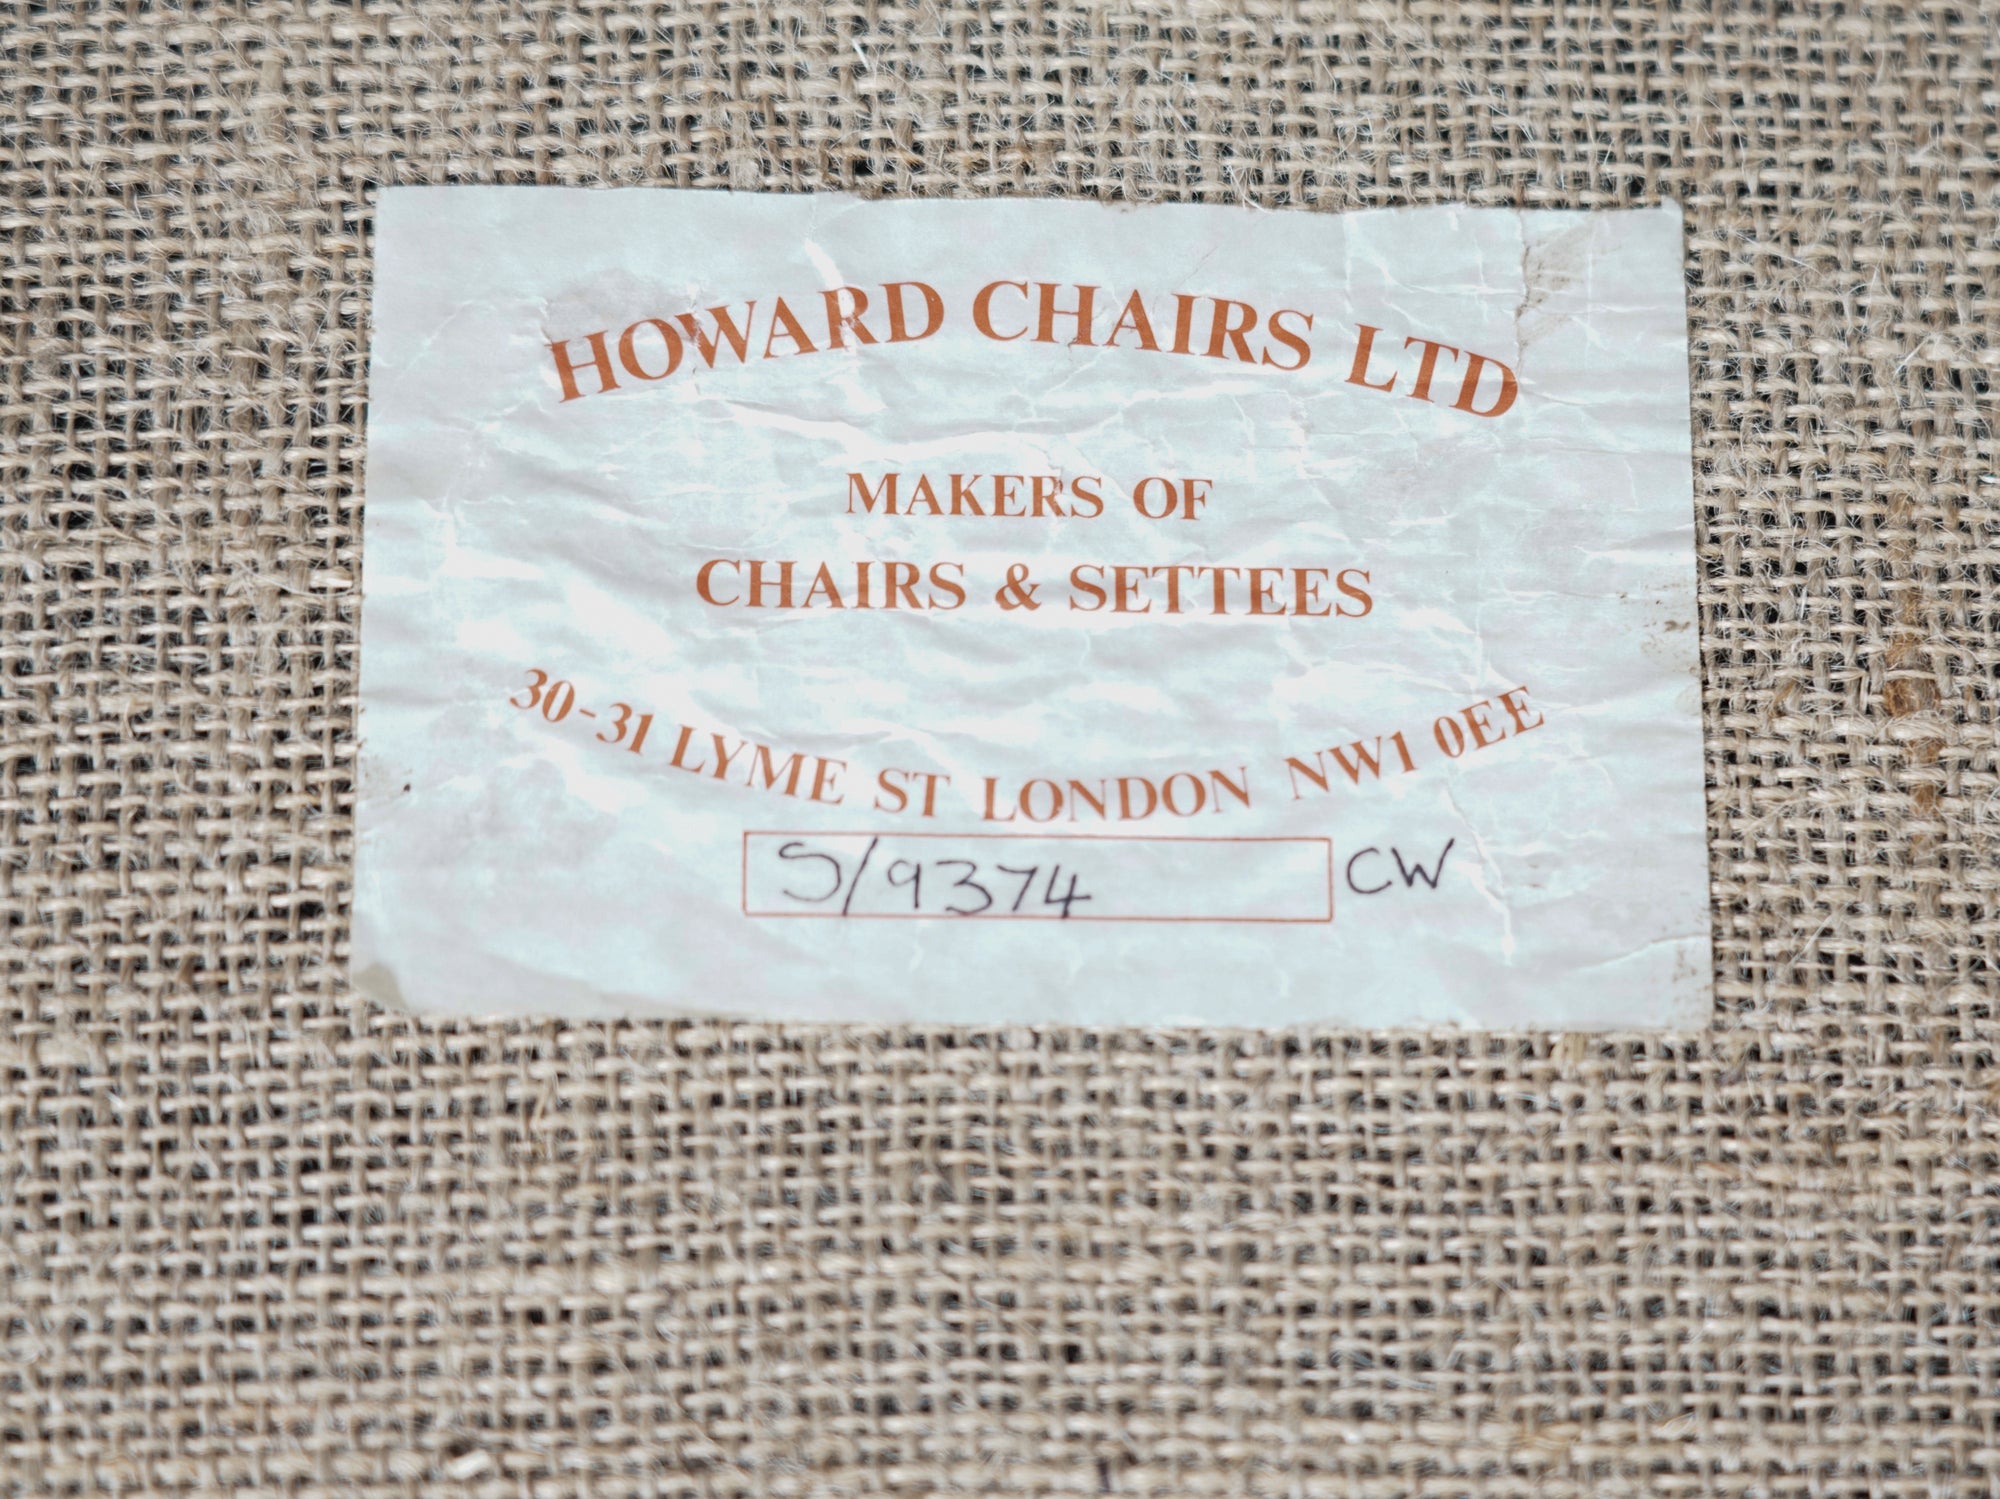 HOWARD CHAIRS LTD
MAKERS OF
CHAIRS & SETTEES
30-31 LYME ST LONDON NW1 0EE
S/9374 CW